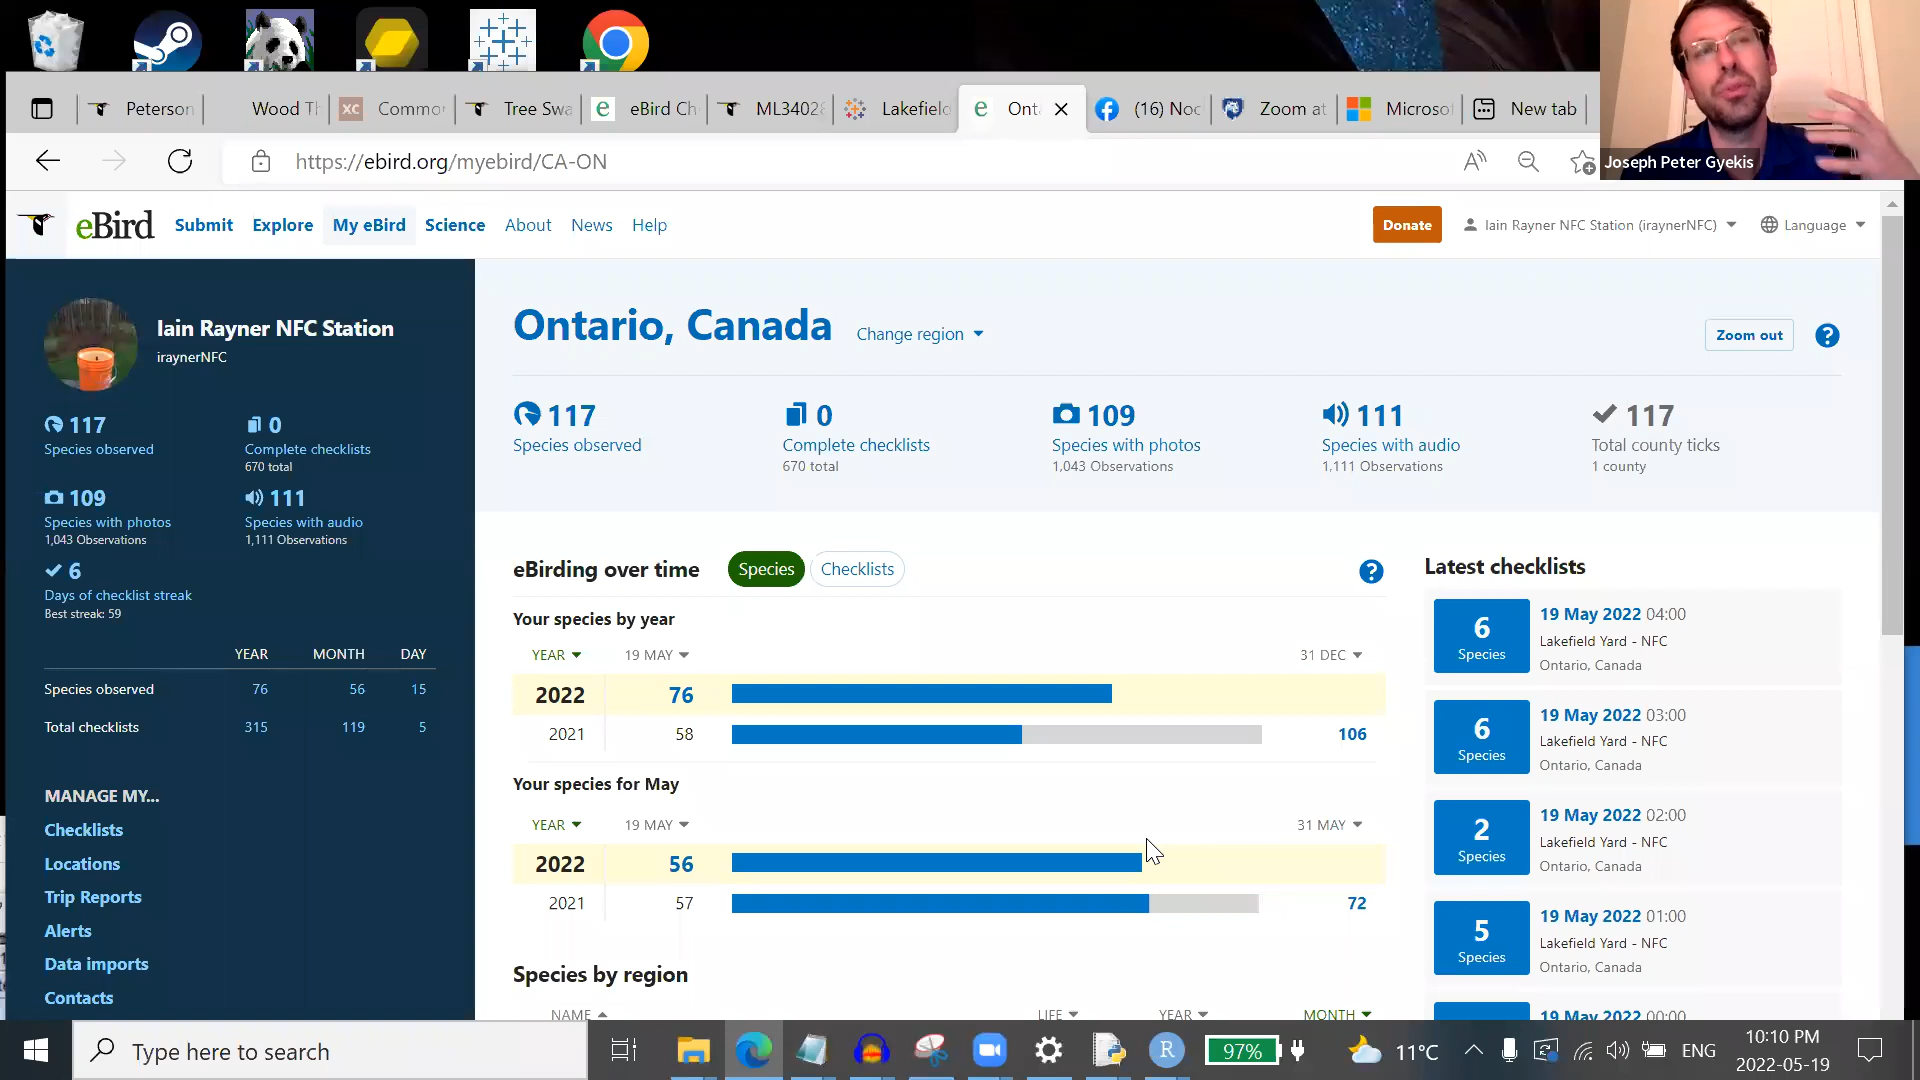 Peterson
Wood Th
XC
Commo
Tree Swa
eBird Ch
ML34028
Lakefield
Onta
(16) Noc
Zoom at
Microso
New tab
https://ebird.org/myebird/CA-ON
Joseph Peter Gyekis
eBird
Submit
Explore
My eBird
Science
About
News
Help
Donate
Iain Rayner NFC Station (iraynerNFC)
Language
Iain Rayner NFC Station
iraynerNFC
117
Species observed
0
Complete checklists
670 total
109
Species with photos
1,043 Observations
111
Species with audio
1,111 Observations
6
Days of checklist streak
Best streak: 59
YEAR MONTH DAY
Species observed 76 56 15
Total checklists 315 119 5
MANAGE MY...
Checklists
Locations
Trip Reports
Alerts
Data imports
Contacts
Ontario, Canada
Change region
Zoom out
?
117
Species observed
0
Complete checklists
670 total
109
Species with photos
1,043 Observations
111
Species with audio
1,111 Observations
117
Total county ticks
1 county
eBirding over time
Species
Checklists
?
Your species by year
YEAR 19 MAY 31 DEC
2022 76
2021 58 106
Your species for May
YEAR 19 MAY 31 MAY
2022 56
2021 57 72
Species by region
NAME LIFE YEAR MONTH
Latest checklists
6
Species
19 May 2022 04:00
Lakefield Yard - NFC
Ontario, Canada
6
Species
19 May 2022 03:00
Lakefield Yard - NFC
Ontario, Canada
2
Species
19 May 2022 02:00
Lakefield Yard - NFC
Ontario, Canada
5
Species
19 May 2022 01:00
Lakefield Yard - NFC
Ontario, Canada
19 May 2022 00:00
Type here to search
R
97%
11°C
ENG
10:10 PM
2022-05-19